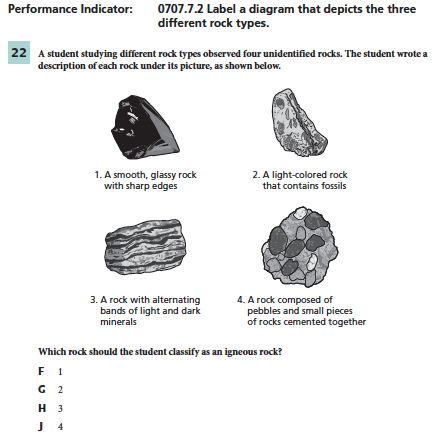 Performance Indicator: 0707.7.2 Label a diagram that depicts the three
different rock types.
22 A student studying different rock types observed four unidentified rocks. The student wrote a
description of each rock under its picture, as shown below.
1. A smooth, glassy rock
with sharp edges
2. A light-colored rock
that contains fossils
3. A rock with alternating
bands of light and dark
minerals
4. A rock composed of
pebbles and small pieces
of rocks cemented together
Which rock should the student classify as an igneous rock?
F 1
G 2
H 3
J 4